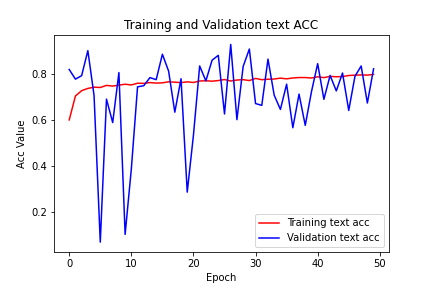 Training and Validation text ACC
Acc Value
0.8
0.6
0.4
0.2
Training text acc
Validation text acc
0 10 20 30 40 50
Epoch